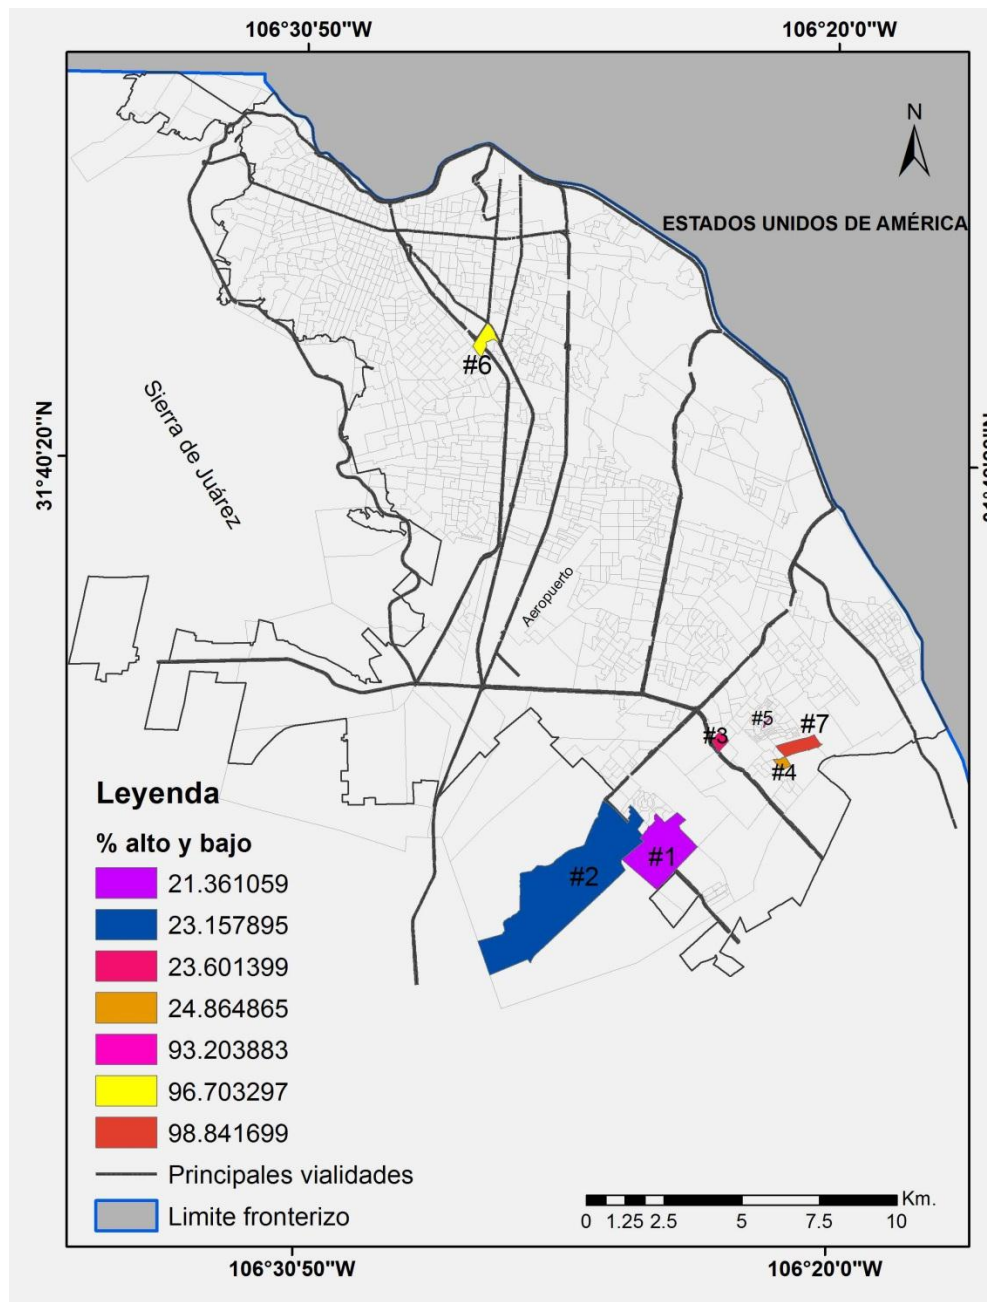 106°30'50"W
106°20'0"W
N
ESTADOS UNIDOS DE AMÉRICA
#6
Sierra de Juárez
31°40'20"N
Aeropuerto
#5
#7
#3
#4
#1
#2
Leyenda
% alto y bajo
21.361059
23.157895
23.601399
24.864865
93.203883
96.703297
98.841699
Principales vialidades
Limite fronterizo
Km.
0 1.25 2.5 5 7.5 10
106°30'50"W
106°20'0"W